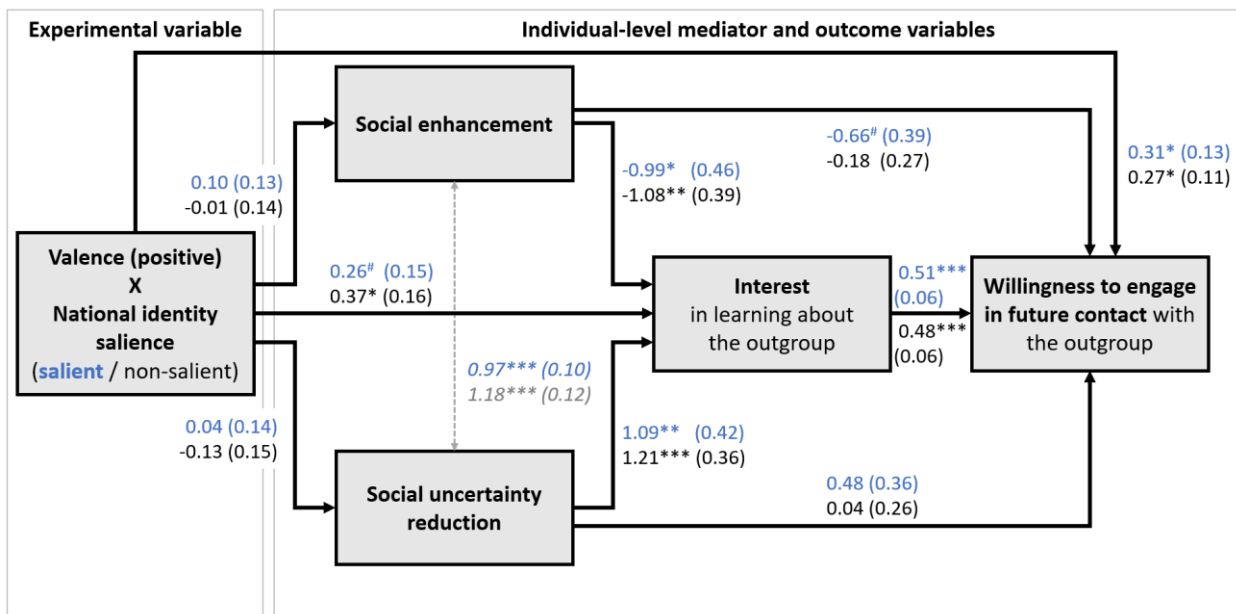 Experimental variable
Individual-level mediator and outcome variables
Social enhancement
-0.66# (0.39)
-0.18 (0.27)
0.31* (0.13)
0.27* (0.11)
-0.99* (0.46)
-1.08** (0.39)
0.10 (0.13)
-0.01 (0.14)
Valence (positive)
X
National identity
salience
(salient / non-salient)
0.26# (0.15)
0.37* (0.16)
Interest
in learning about
the outgroup
0.51***
(0.06)
0.48***
(0.06)
Willingness to engage
in future contact with
the outgroup
0.97*** (0.10)
1.18*** (0.12)
0.04 (0.14)
-0.13 (0.15)
1.09** (0.42)
1.21*** (0.36)
Social uncertainty
reduction
0.48 (0.36)
0.04 (0.26)